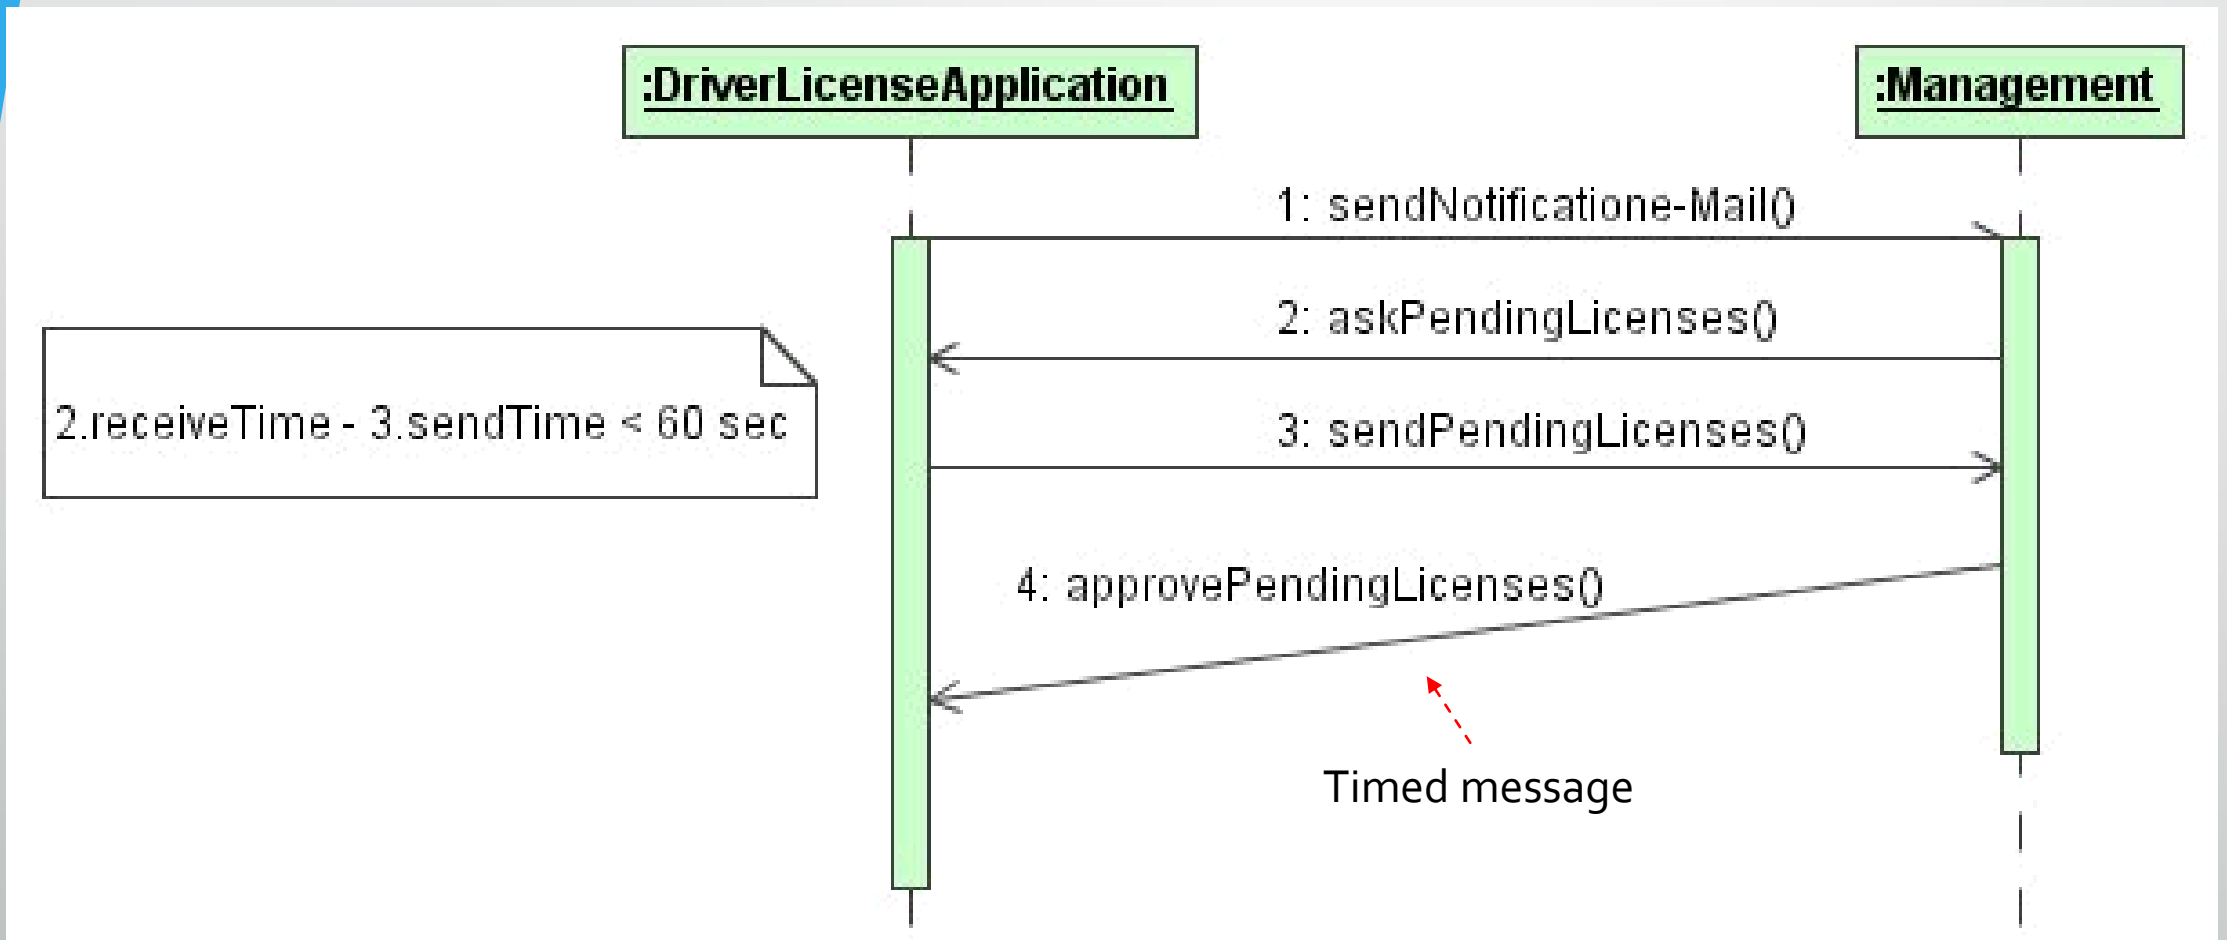 :DriverLicenseApplication
:Management
1: sendNotificatione-Mail()
2: askPendingLicenses()
2.receiveTime - 3.sendTime < 60 sec
3: sendPendingLicenses()
4: approvePendingLicenses()
Timed message